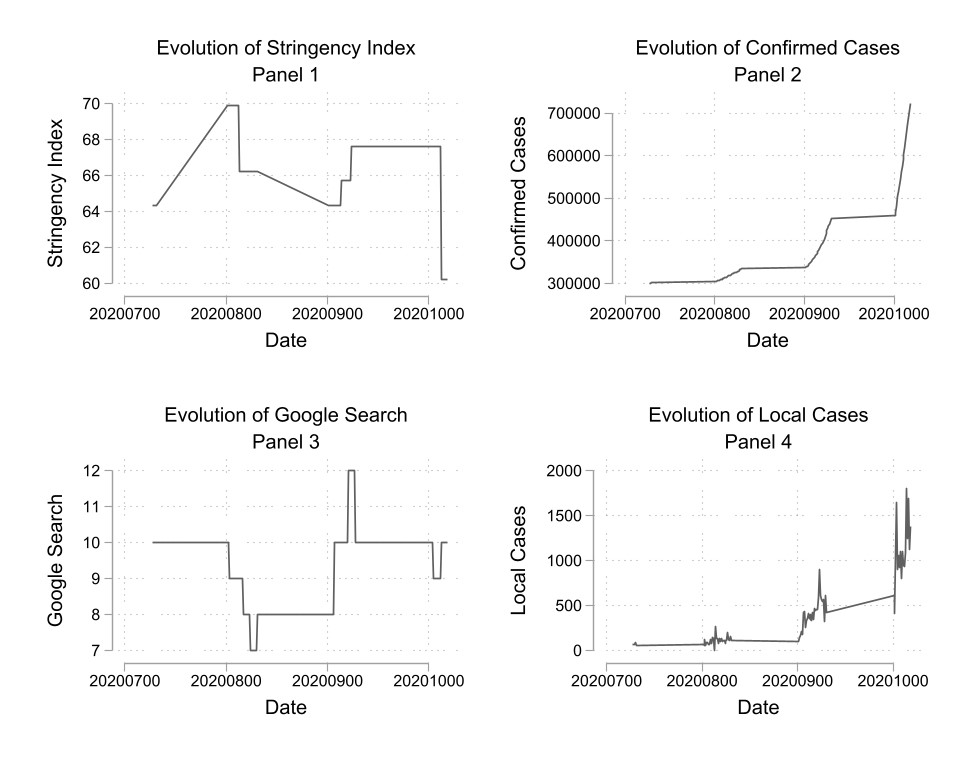 Evolution of Stringency Index
Panel 1
Stringency Index
70
68
66
64
62
60
20200700 20200800 20200900 20201000
Date
Evolution of Confirmed Cases
Panel 2
Confirmed Cases
700000
600000
500000
400000
300000
20200700 20200800 20200900 20201000
Date
Evolution of Google Search
Panel 3
Google Search
12
11
10
9
8
7
20200700 20200800 20200900 20201000
Date
Evolution of Local Cases
Panel 4
Local Cases
2000
1500
1000
500
0
20200700 20200800 20200900 20201000
Date